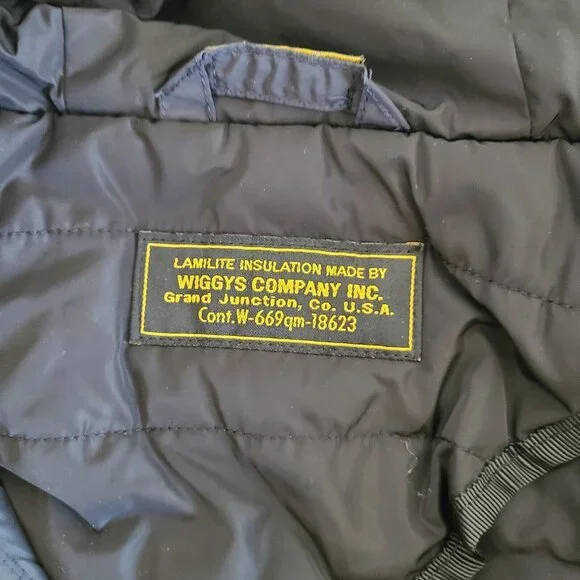 LAMILITE INSULATION MADE BY
WIGGYS COMPANY INC.
Grand Junction, Co. U.S.A.
Cont.W-669qm-18623